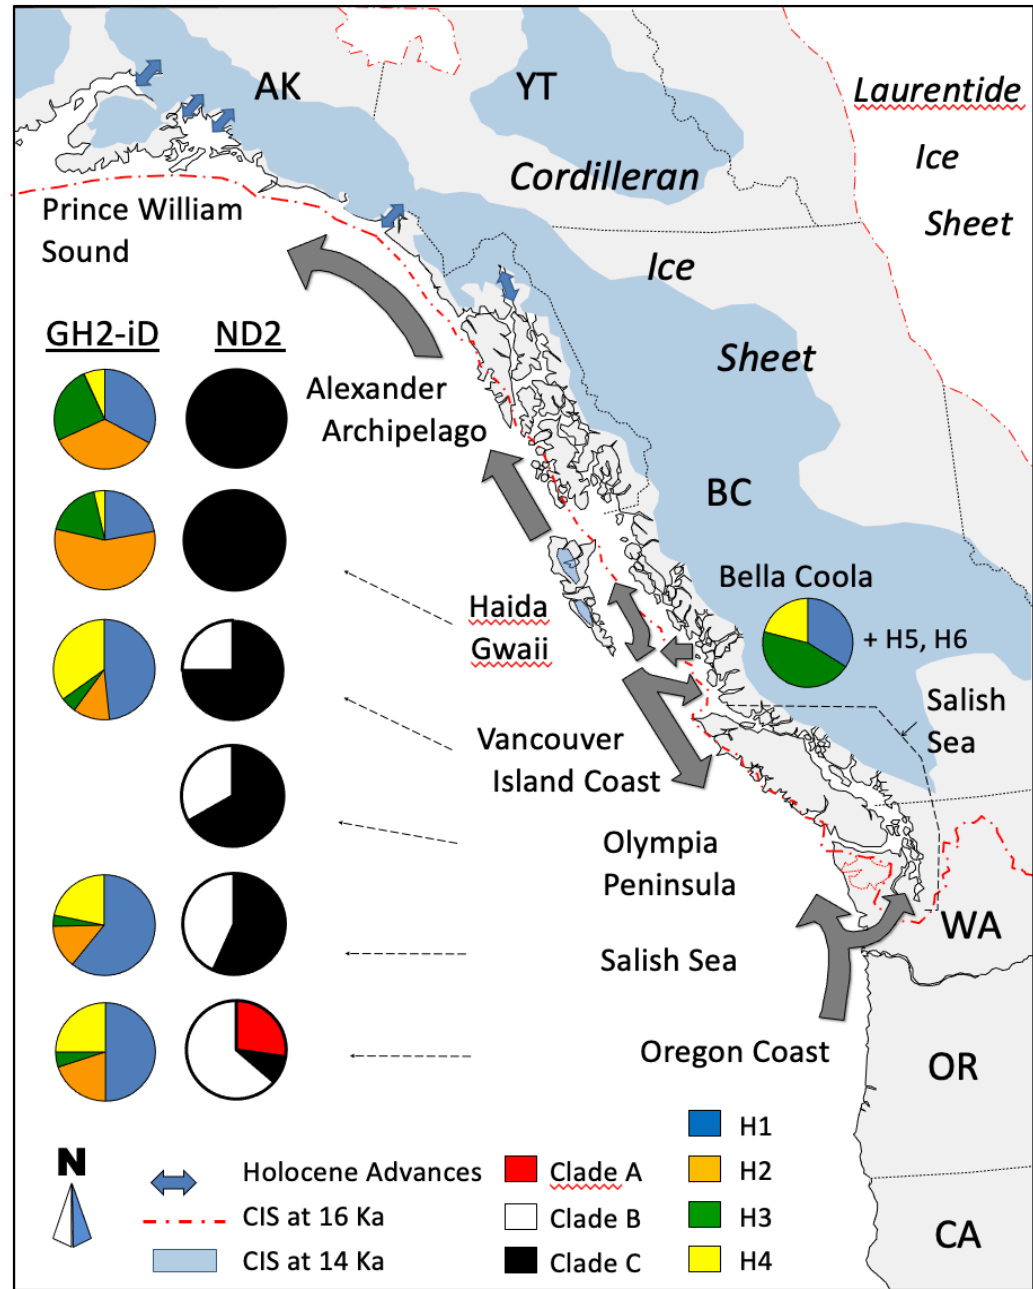 AK
YT
Laurentide
Ice
Sheet
Cordilleran
Ice
Sheet
Prince William
Sound
GH2-iD
ND2
Alexander
Archipelago
BC
Bella Coola
+ H5, H6
Haida
Gwaii
Salish
Sea
Vancouver
Island Coast
Olympia
Peninsula
WA
Salish Sea
Oregon Coast
OR
CA
N
Holocene Advances
CIS at 16 Ka
CIS at 14 Ka
Clade A
Clade B
Clade C
H1
H2
H3
H4